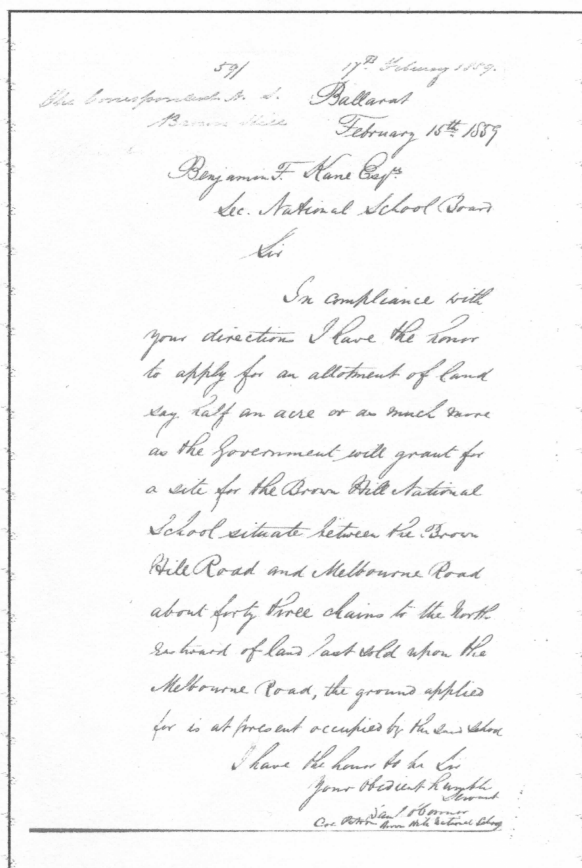 59/ 17th February 1859.
The Correspondent N. S.
Brown Hill
Ballarat
February 15th 1859
Benjamin F. Kane Esqre
Sec. National School Board
Sir
In compliance with
your direction I have the honor
to apply for an allotment of land
say half an acre or as much more
as the Government will grant for
a site for the Brown Hill National
School situate between the Brown
Hill Road and Melbourne Road
about forty three chains to the North
Eastward of land last sold upon the
Melbourne Road, the ground applied
for is at present occupied by the said School
I have the honor to be Sir
Your obedient humble
Servant
O'Connor
Brown Hill National School